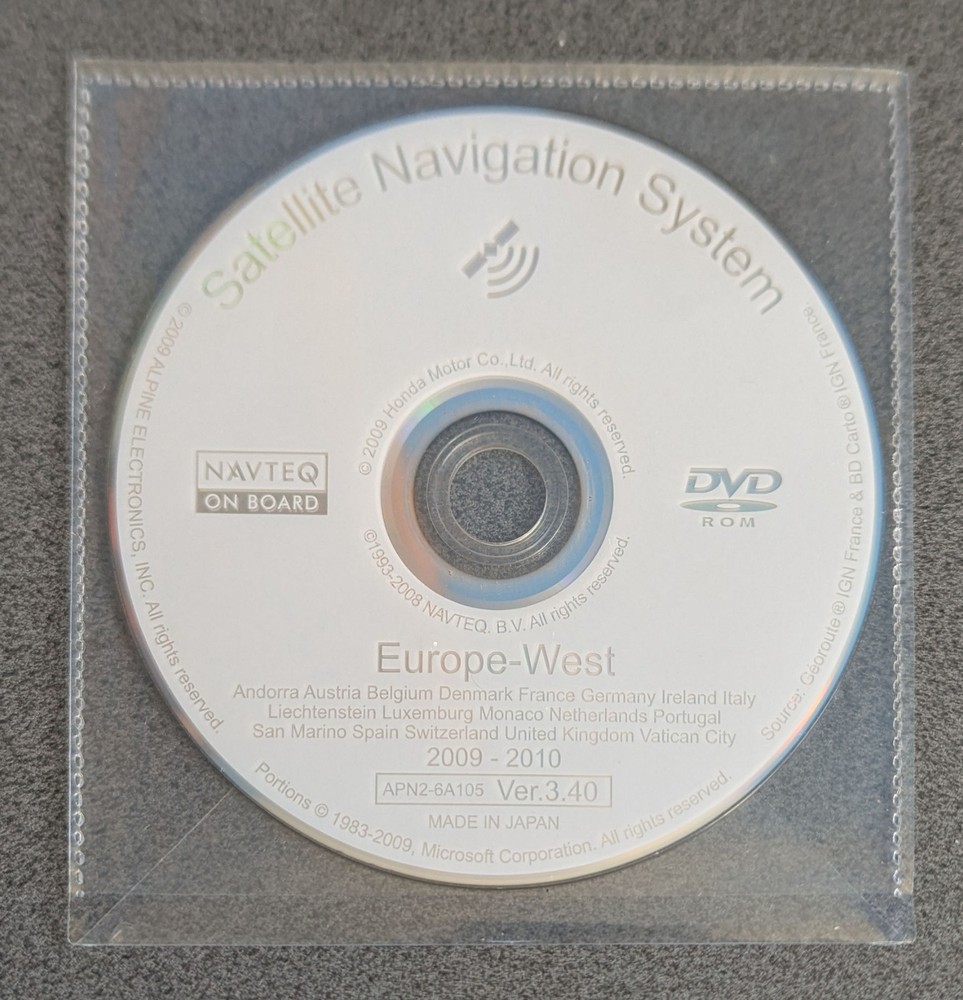 Satellite Navigation System
© 2009 Honda Motor Co.,Ltd. All rights reserved.
© 2009 ALPINE ELECTRONICS, INC. All rights reserved.
NAVTEQ
ON BOARD
DVD
ROM
Source: Géoroute ® IGN France & BD Carto ® IGN France.
©1993-2008 NAVTEQ. B.V. All rights reserved.
Europe-West
Andorra Austria Belgium Denmark France Germany Ireland Italy
Liechtenstein Luxemburg Monaco Netherlands Portugal
San Marino Spain Switzerland United Kingdom Vatican City
2009 - 2010
APN2-6A105 Ver.3.40
MADE IN JAPAN
Portions © 1983-2009, Microsoft Corporation. All rights reserved.